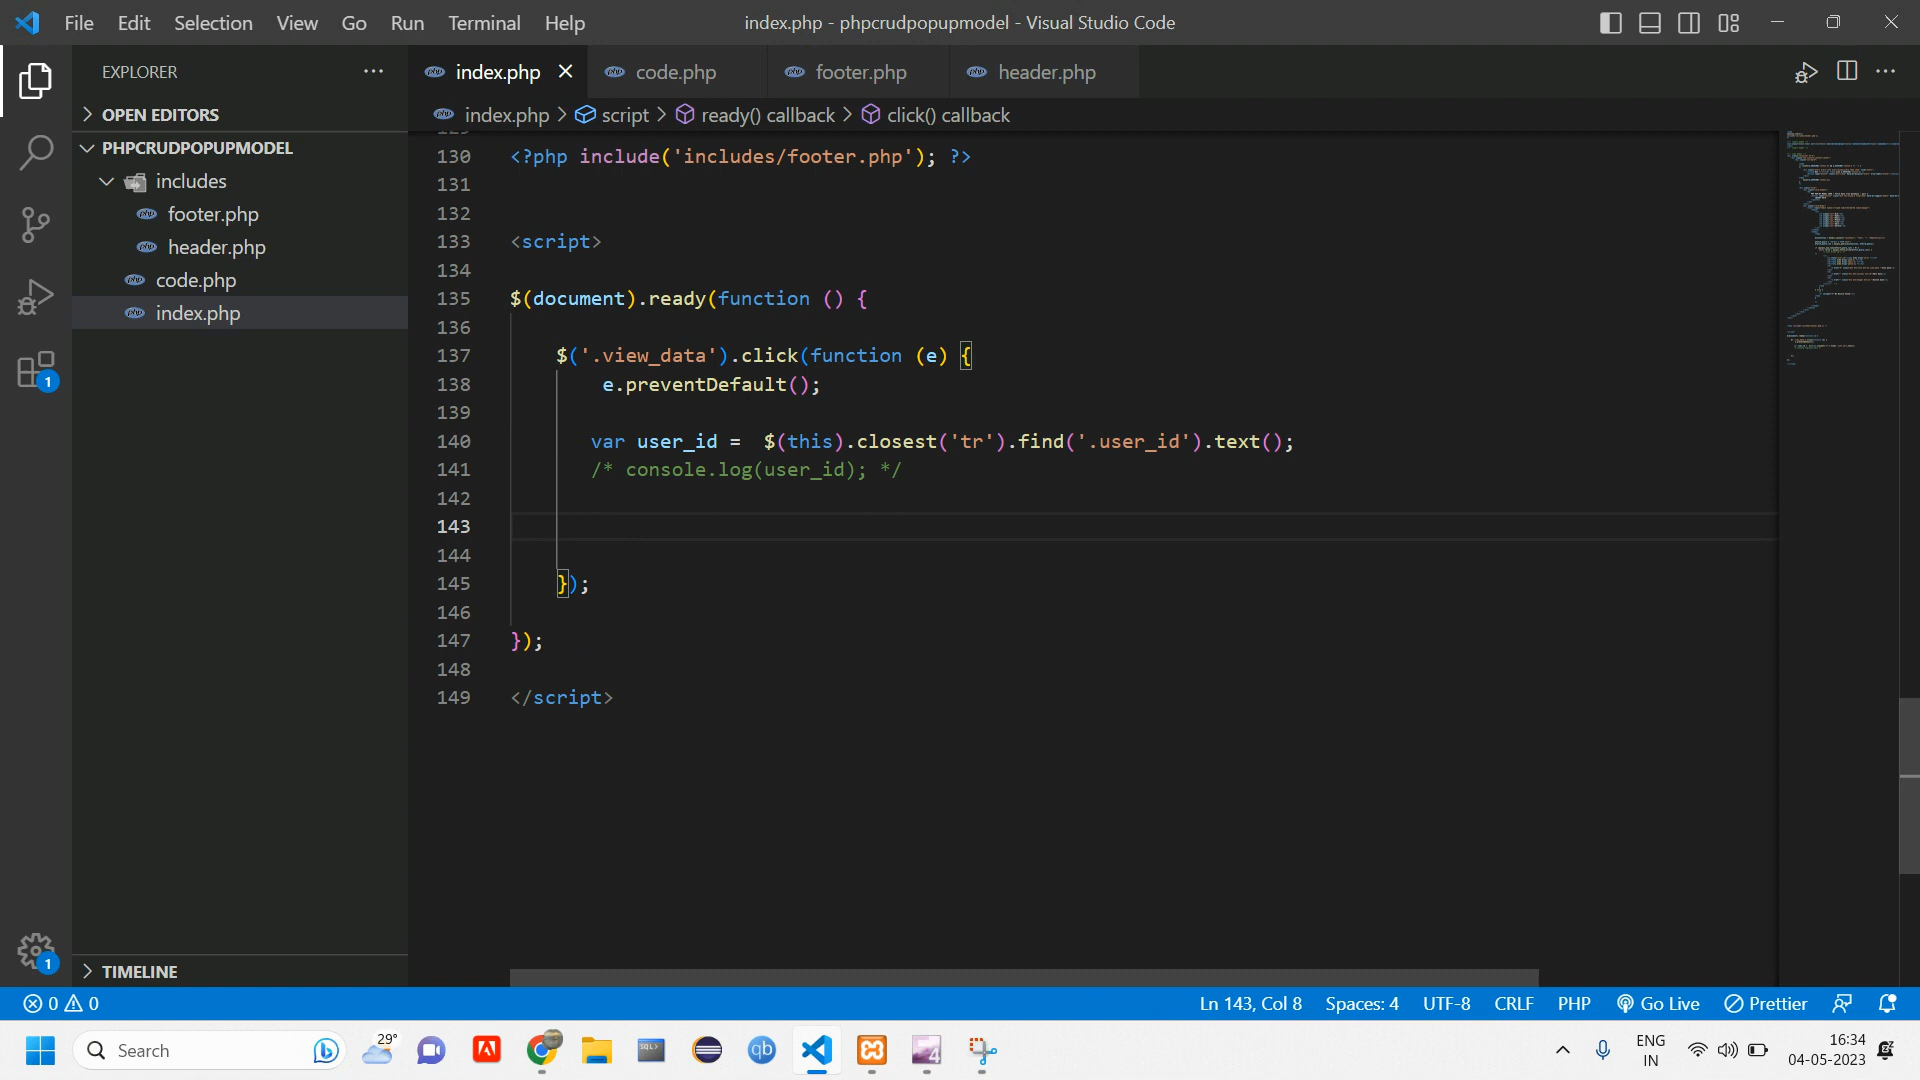 File Edit Selection View Go Run Terminal Help
index.php - phpcrudpopupmodel - Visual Studio Code
EXPLORER
index.php
code.php
footer.php
header.php
OPEN EDITORS
index.php > script > ready() callback > click() callback
PHPCRUDPOPUPMODEL
includes
footer.php
header.php
code.php
index.php
130 <?php include('includes/footer.php'); ?>
131
132
133 <script>
134
135 $(document).ready(function () {
136
137 $('.view_data').click(function (e) {
138 e.preventDefault();
139
140 var user_id =  $(this).closest('tr').find('.user_id').text();
141 /* console.log(user_id); */
142
143
144
145 });
146
147 });
148
149 </script>
1
1
TIMELINE
0 0
Ln 143, Col 8 Spaces: 4 UTF-8 CRLF PHP Go Live Prettier
Search
29°
SQL>
qb
4
ENG
IN
16:34
04-05-2023